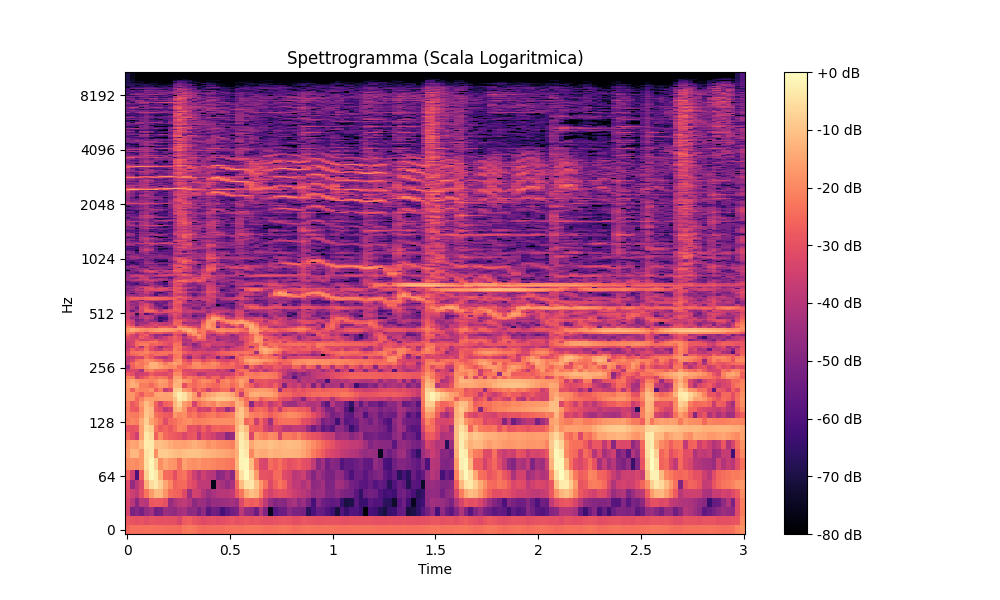 Spettrogramma (Scala Logaritmica)
Hz
8192
4096
2048
1024
512
256
128
64
0
0 0.5 1 1.5 2 2.5 3
Time
+0 dB
-10 dB
-20 dB
-30 dB
-40 dB
-50 dB
-60 dB
-70 dB
-80 dB